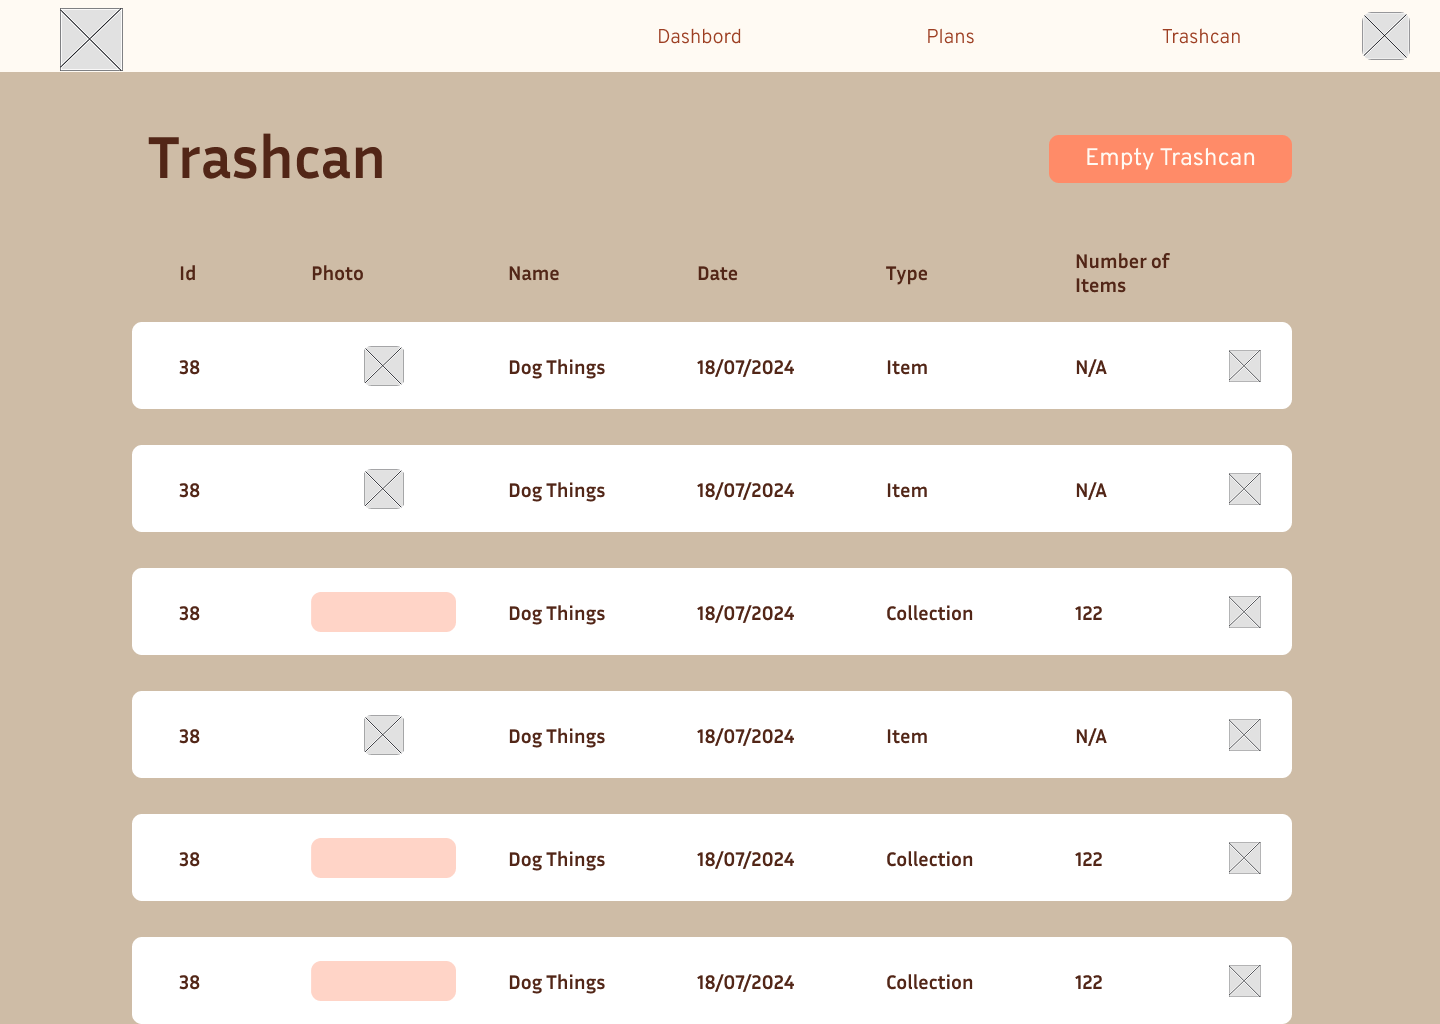 Dashbord Plans Trashcan
Trashcan
Empty Trashcan
Id Photo Name Date Type Number of
Items
38 Dog Things 18/07/2024 Item N/A
38 Dog Things 18/07/2024 Item N/A
38 Dog Things 18/07/2024 Collection 122
38 Dog Things 18/07/2024 Item N/A
38 Dog Things 18/07/2024 Collection 122
38 Dog Things 18/07/2024 Collection 122